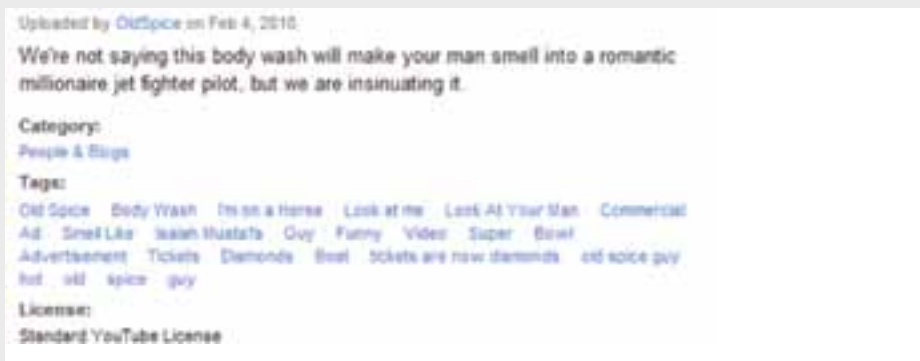 Uploaded by OldSpice on Feb 4, 2010
We're not saying this body wash will make your man smell into a romantic
millionaire jet fighter pilot, but we are insinuating it.
Category:
People & Blogs
Tags:
Old Spice Body Wash I'm on a Horse Look at me Look At Your Man Commercial
Ad Smell Like Isaiah Mustafa Guy Funny Video Super Bowl
Advertisement Tickets Diamonds Boat tickets are now diamonds old spice guy
hot old spice guy
License:
Standard YouTube License